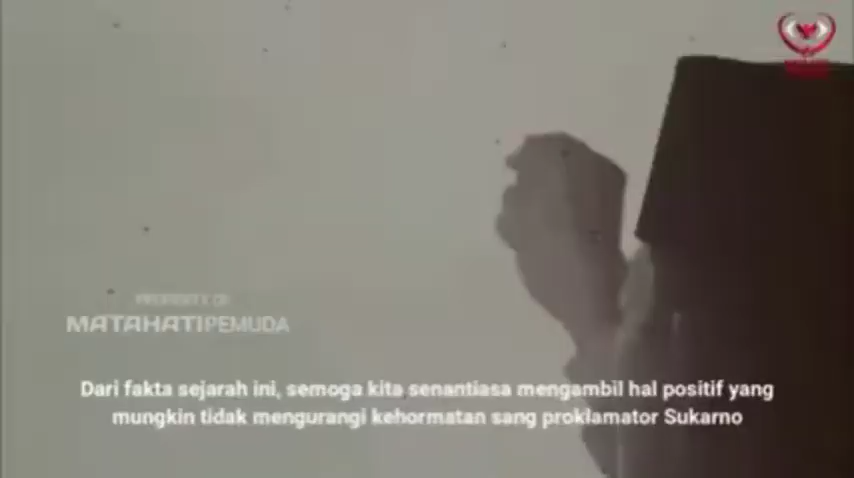 PROPERTY OF
MATAHATIPEMUDA
Dari fakta sejarah ini, semoga kita senantiasa mengambil hal positif yang
mungkin tidak mengurangi kehormatan sang proklamator Sukarno